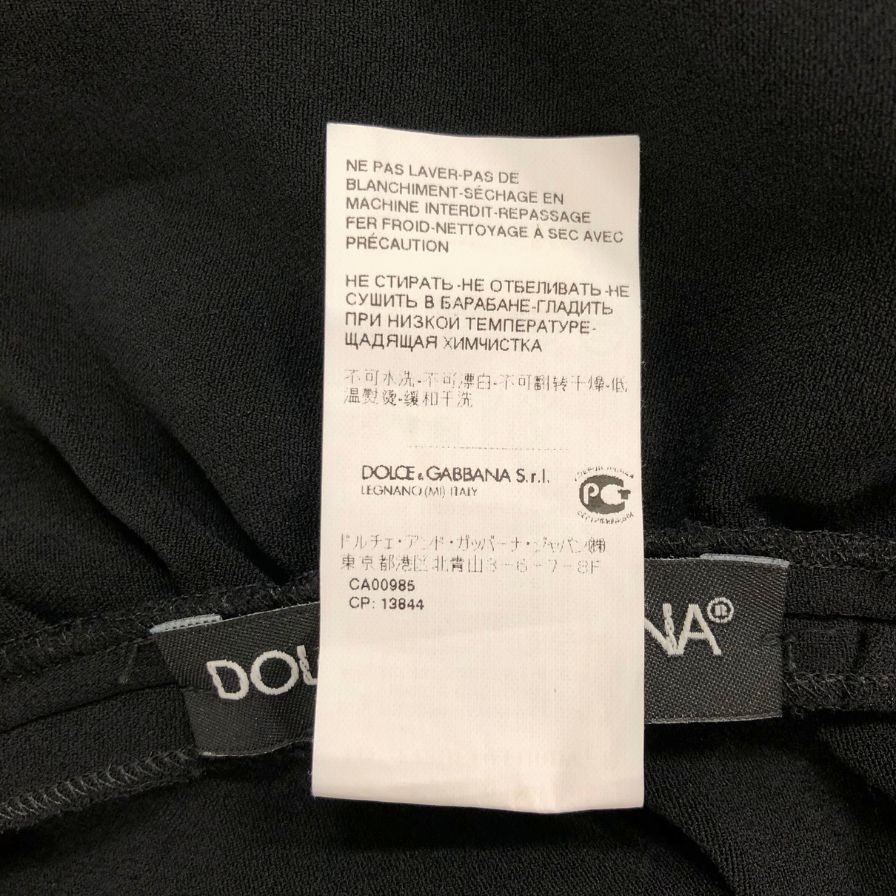 NE PAS LAVER-PAS DE
BLANCHIMENT-SÉCHAGE EN
MACHINE INTERDIT-REPASSAGE
FER FROID-NETTOYAGE À SEC AVEC
PRÉCAUTION
НЕ СТИРАТЬ-НЕ ОТБЕЛИВАТЬ-НЕ
СУШИТЬ В БАРАБАНЕ-ГЛАДИТЬ
ПРИ НИЗКОЙ ТЕМПЕРАТУРЕ-
ЩАДЯЩАЯ ХИМЧИСТКА
不可水洗-不可漂白-不可翻转干燥-低
温熨烫-缓和干洗
DOLCE & GABBANA S.r.l.
LEGNANO (MI) ITALY
РСТ
ドルチェ・アンド・ガッバーナ・ジャパン㈱
東京都港区北青山3-6-7-8F
CA00985
CP: 13844
DOL
NA®